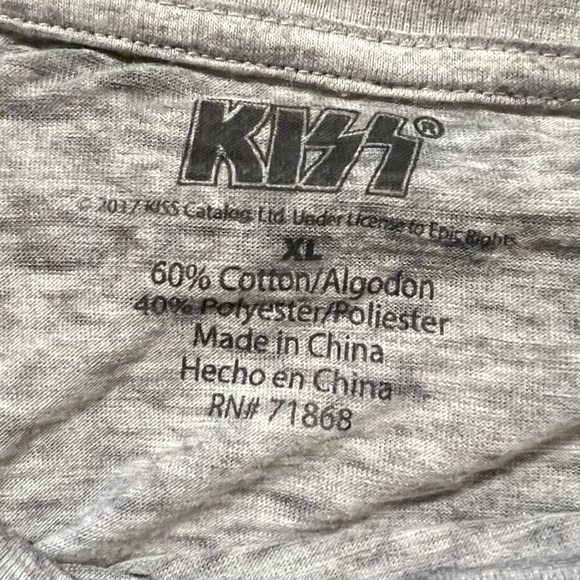 KISS®
© 2017 KISS Catalog, Ltd. Under License to Epic Rights
XL
60% Cotton/Algodon
40% Polyester/Poliester
Made in China
Hecho en China
RN# 71868